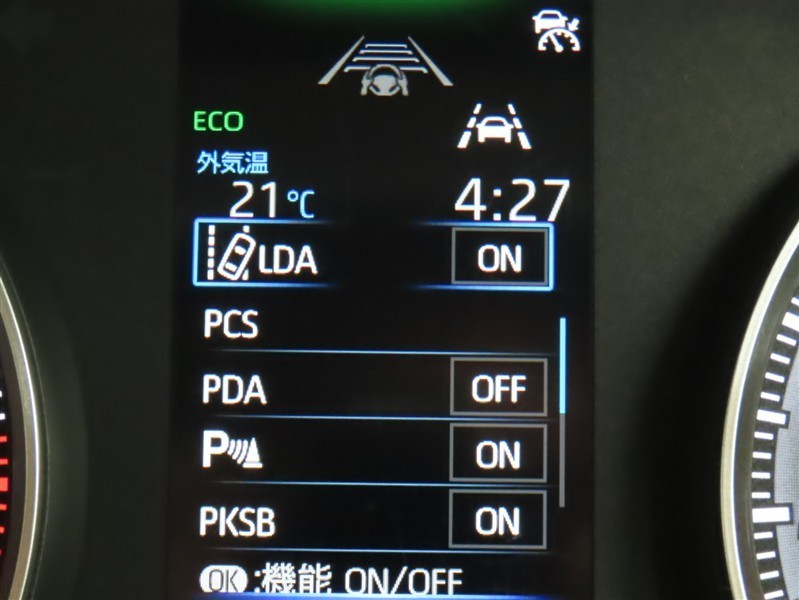 ECO
外気温
21℃ 4:27
LDA ON
PCS
PDA OFF
P ON
PKSB ON
OK:機能 ON/OFF